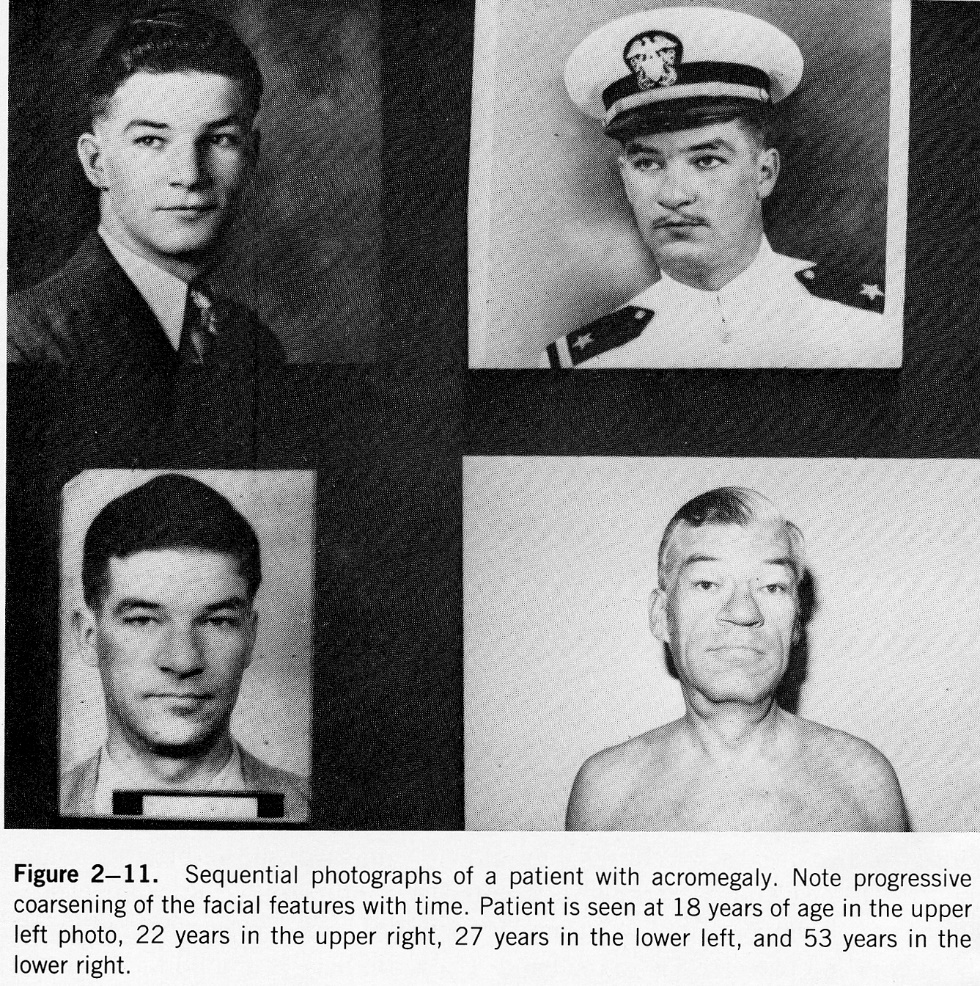 Figure 2–11. Sequential photographs of a patient with acromegaly. Note progressive
coarsening of the facial features with time. Patient is seen at 18 years of age in the upper
left photo, 22 years in the upper right, 27 years in the lower left, and 53 years in the
lower right.